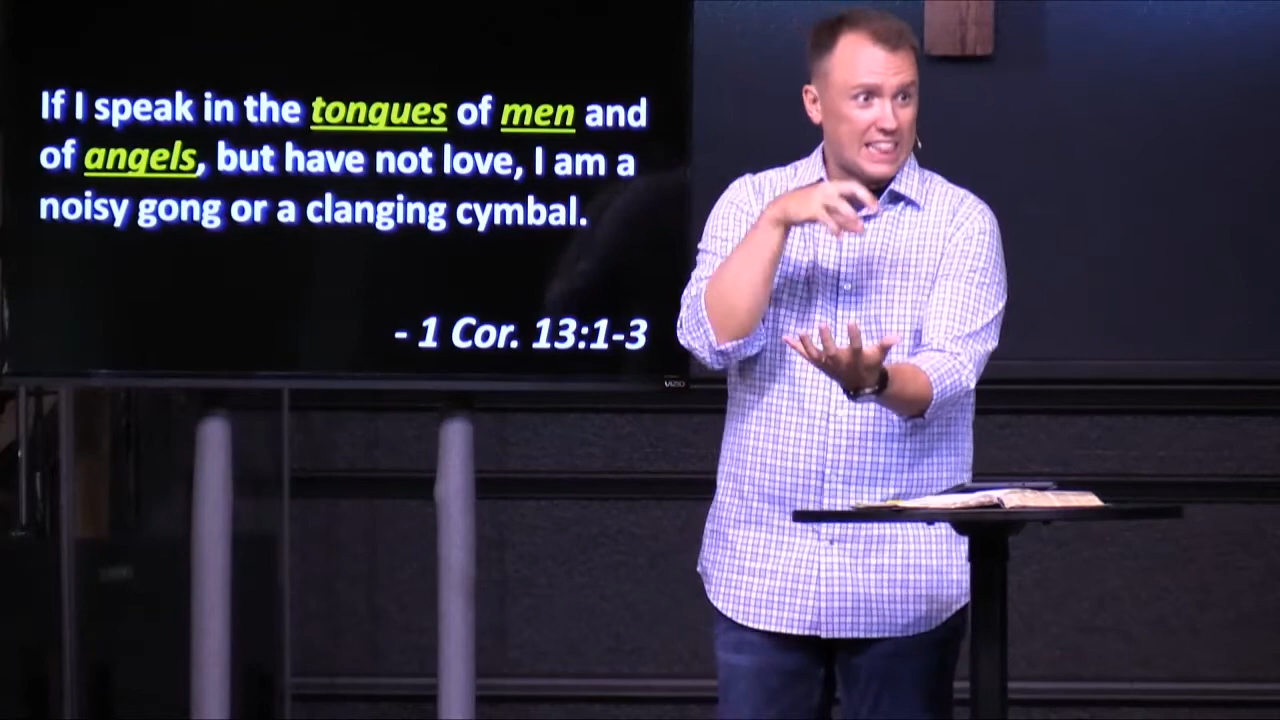 If I speak in the tongues of men and
of angels, but have not love, I am a
noisy gong or a clanging cymbal.
- 1 Cor. 13:1-3
VIZIO